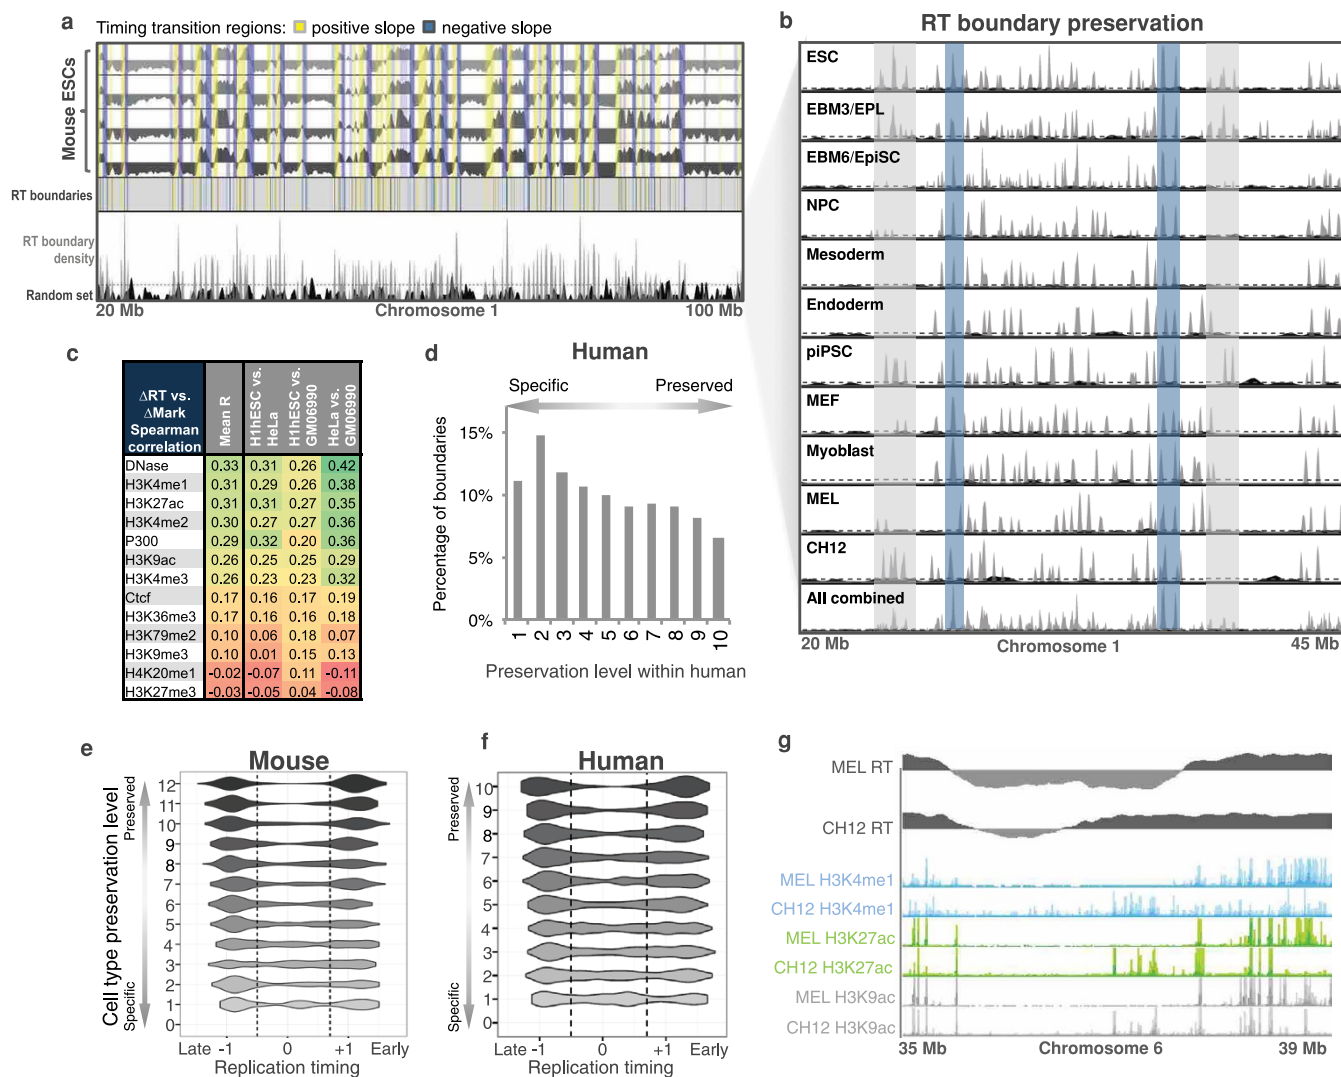 a
Timing transition regions: positive slope negative slope
Mouse ESCs
RT boundaries
RT boundary
density
Random set
20 Mb Chromosome 1 100 Mb
b
RT boundary preservation
ESC
EBM3/EPL
EBM6/EpiSC
NPC
Mesoderm
Endoderm
piPSC
MEF
Myoblast
MEL
CH12
All combined
20 Mb Chromosome 1 45 Mb
c
ΔRT vs.
ΔMark
Spearman
correlation
Mean R
H1hESC vs.
HeLa
H1hESC vs.
GM06990
HeLa vs.
GM06990
DNase 0.33 0.31 0.26 0.42
H3K4me1 0.31 0.29 0.26 0.38
H3K27ac 0.31 0.31 0.27 0.35
H3K4me2 0.30 0.27 0.27 0.36
P300 0.29 0.32 0.20 0.36
H3K9ac 0.26 0.25 0.25 0.29
H3K4me3 0.26 0.23 0.23 0.32
Ctcf 0.17 0.16 0.17 0.19
H3K36me3 0.17 0.16 0.16 0.18
H3K79me2 0.10 0.06 0.18 0.07
H3K9me3 0.10 0.01 0.15 0.13
H4K20me1 -0.02 -0.07 0.11 -0.11
H3K27me3 -0.03 -0.05 0.04 -0.08
d
Human
Specific Preserved
Percentage of boundaries
15%
10%
5%
0%
1 2 3 4 5 6 7 8 9 10
Preservation level within human
e
Mouse
Cell type preservation level
Preserved
Specific
12
11
10
9
8
7
6
5
4
3
2
1
0
Late -1 0 +1 Early
Replication timing
f
Human
Preserved
Specific
10
9
8
7
6
5
4
3
2
1
0
Late -1 0 +1 Early
Replication timing
g
MEL RT
CH12 RT
MEL H3K4me1
CH12 H3K4me1
MEL H3K27ac
CH12 H3K27ac
MEL H3K9ac
CH12 H3K9ac
35 Mb Chromosome 6 39 Mb